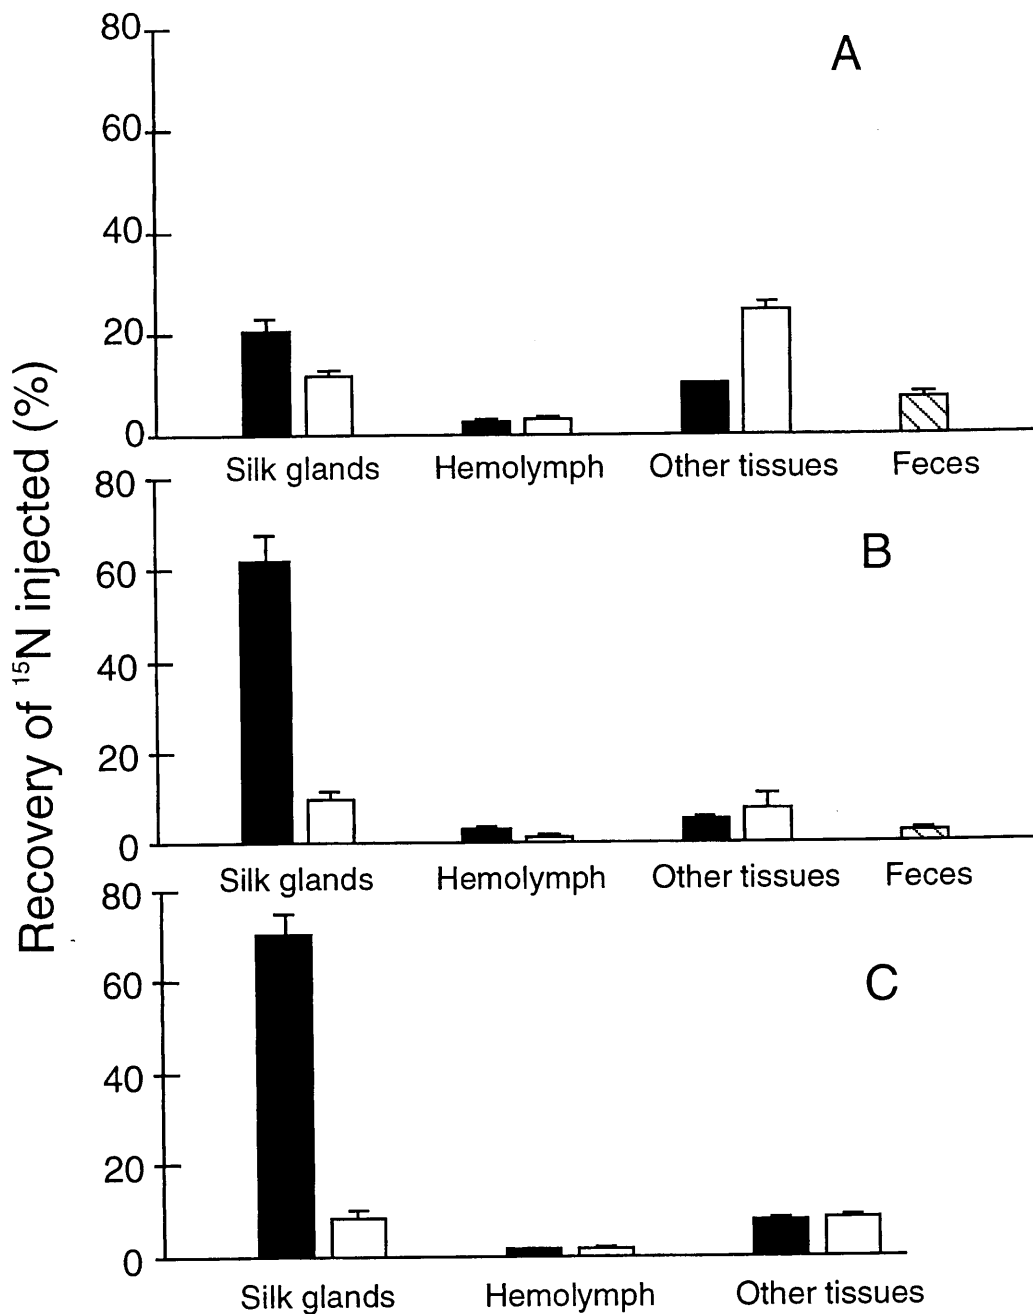 Recovery of ¹⁵N injected (%)
A
80
60
40
20
0
Silk glands Hemolymph Other tissues Feces
B
80
60
40
20
0
Silk glands Hemolymph Other tissues Feces
C
80
60
40
20
0
Silk glands Hemolymph Other tissues